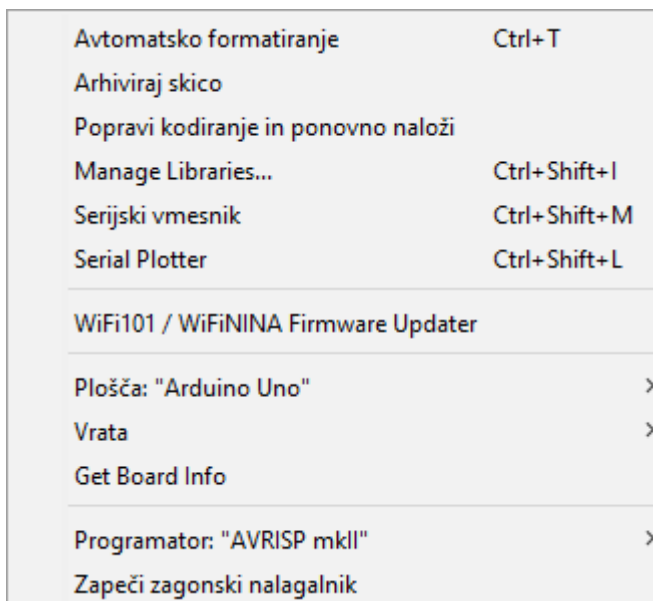 Avtomatsko formatiranje Ctrl+T
Arhiviraj skico
Popravi kodiranje in ponovno naloži
Manage Libraries... Ctrl+Shift+I
Serijski vmesnik Ctrl+Shift+M
Serial Plotter Ctrl+Shift+L
WiFi101 / WiFiNINA Firmware Updater
Plošča: "Arduino Uno"
Vrata
Get Board Info
Programator: "AVRISP mkII"
Zapeči zagonski nalagalnik